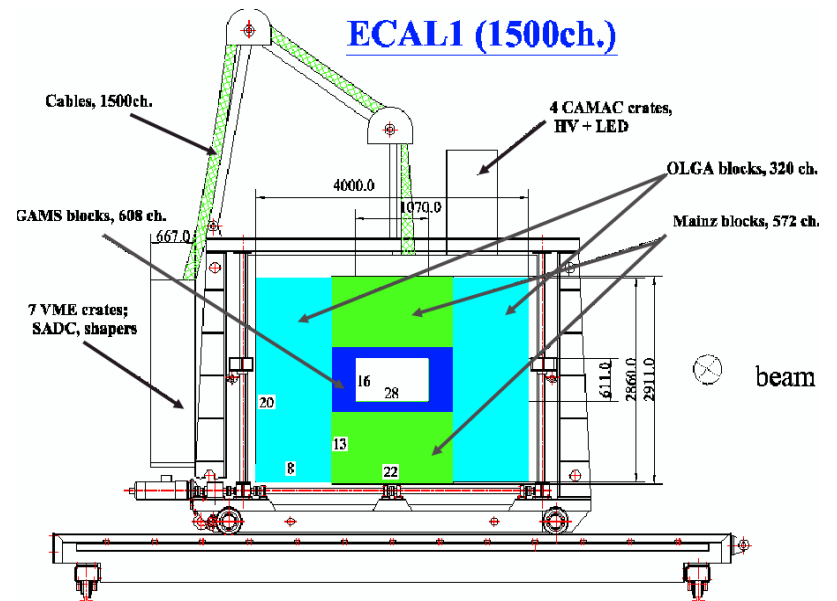 ECAL1 (1500ch.)
Cables, 1500ch.
4 CAMAC crates,
HV + LED
OLGA blocks, 320 ch.
4000.0
1070.0
GAMS blocks, 608 ch.
Mainz blocks, 572 ch.
667.0
7 VME crates;
SADC, shapers
16
28
611.0
2860.0
2911.0
beam
20
13
8
22